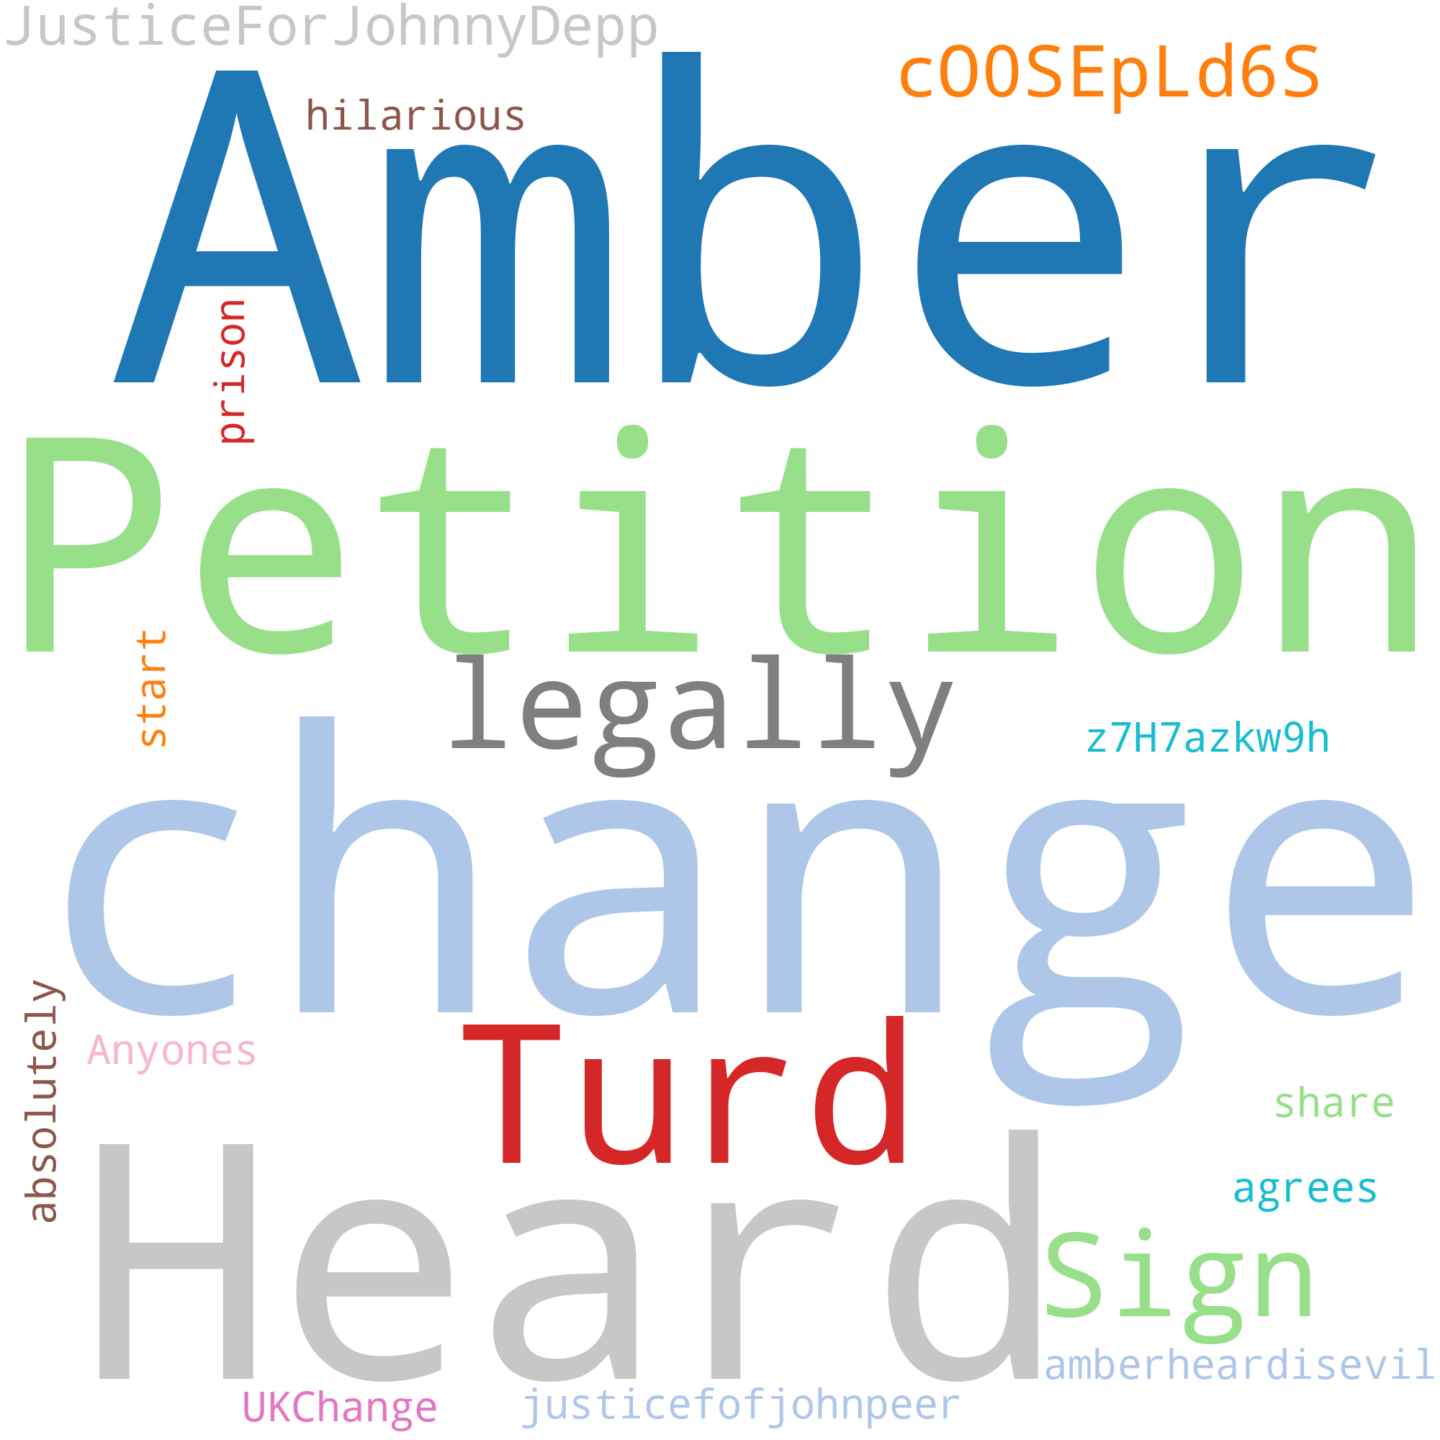 JusticeForJohnnyDepp
cO0SEpLd6S
hilarious
Amber
prison
Petition
start
legally
z7H7azkw9h
change
absolutely
Anyones
Turd
share
Heard
agrees
Sign
amberheardisevil
UKChange
justicefofjohnpeer